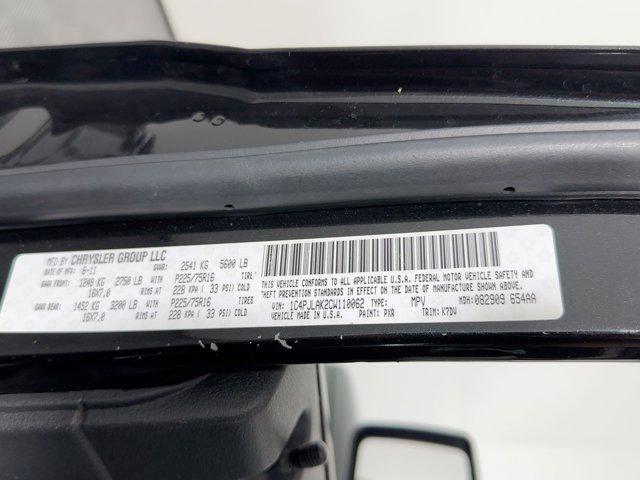 MFD BY CHRYSLER GROUP LLC
DATE OF MFR: 8-11 GVWR: 2541 KG 5600 LB
GAWR FRONT: 1248 KG 2750 LB WITH P225/75R16 TIRE
16X7.0 RIMS AT 228 KPA ( 33 PSI) COLD
GAWR REAR: 1452 KG 3200 LB WITH P225/75R16 TIRES
16X7.0 RIMS AT 228 KPA ( 33 PSI) COLD
THIS VEHICLE CONFORMS TO ALL APPLICABLE U.S.A. FEDERAL MOTOR VEHICLE SAFETY AND
THEFT PREVENTION STANDARDS IN EFFECT ON THE DATE OF MANUFACTURE SHOWN ABOVE.
VIN: 1C4PJLAK2CW110062 TYPE: MPV MDH: 082909 654AA
VEHICLE MADE IN U.S.A. PAINT: PXR TRIM: K7DV